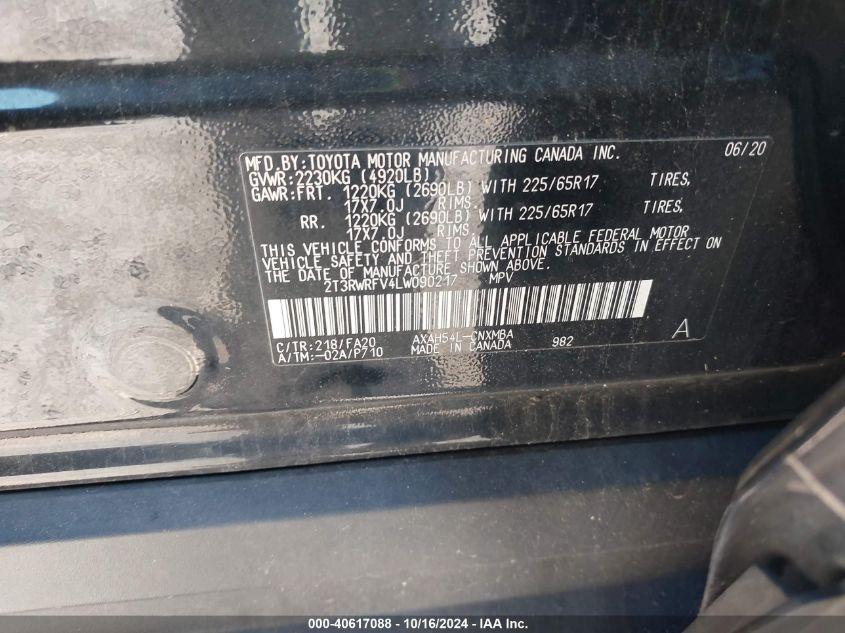 MFD.BY:TOYOTA MOTOR MANUFACTURING CANADA INC. 06/20
GVWR:2230KG (4920LB)
GAWR:FRT. 1220KG (2690LB) WITH 225/65R17 TIRES,
17X7.0J RIMS.
RR. 1220KG (2690LB) WITH 225/65R17 TIRES,
17X7.0J RIMS.
THIS VEHICLE CONFORMS TO ALL APPLICABLE FEDERAL MOTOR
VEHICLE SAFETY AND THEFT PREVENTION STANDARDS IN EFFECT ON
THE DATE OF MANUFACTURE SHOWN ABOVE.
2T3RWRFV4LW090217 MPV
C/TR:218/FA20 AXAH54L-CNXMBA 982 A
A/TM:-02A/P710 MADE IN CANADA
000-40617088 - 10/16/2024 - IAA Inc.